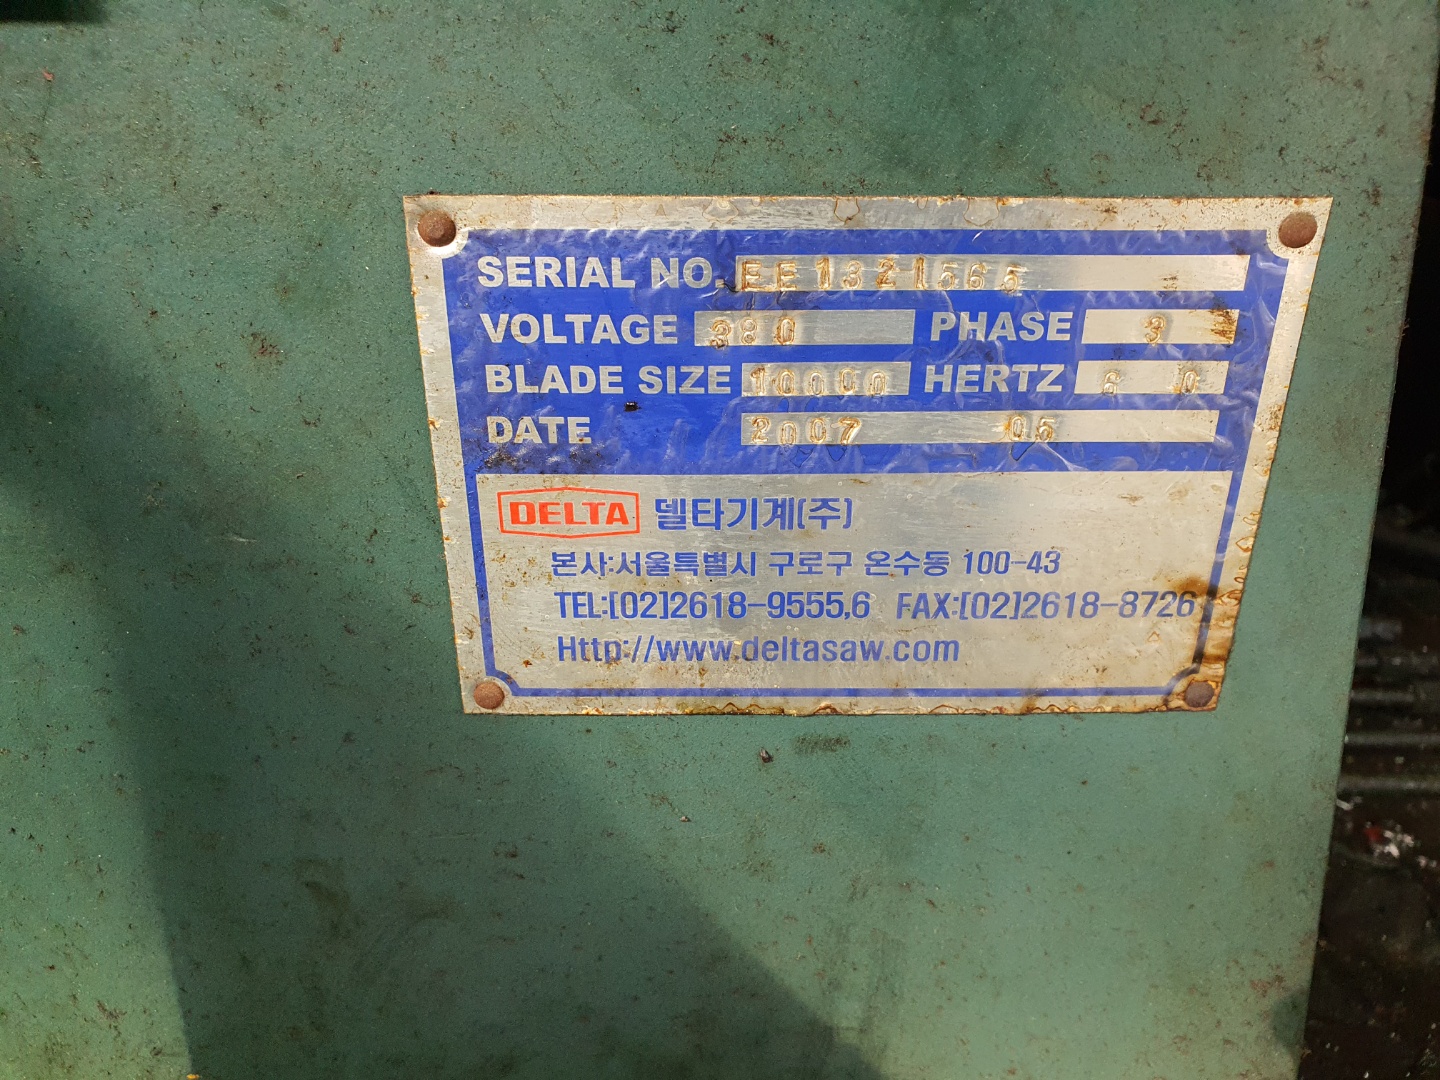 SERIAL NO. EE1321565
VOLTAGE 380 PHASE 3
BLADE SIZE 10000 HERTZ 60
DATE 2007 05
DELTA 델타기계(주)
본사:서울특별시 구로구 온수동 100-43
TEL:[02]2618-9555,6 FAX:[02]2618-8726
Http://www.deltasaw.com